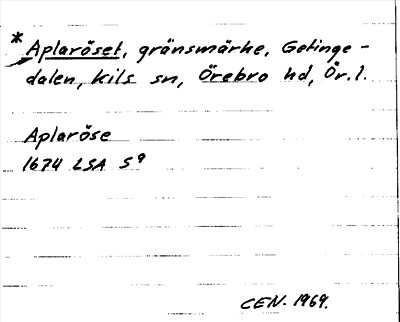 * Aplaröset, gränsmärke, Getinge-
dalen, Kils sn, Örebro hd, Ör. l.
Aplaröse
1674 LSA S9
CEN. 1969.